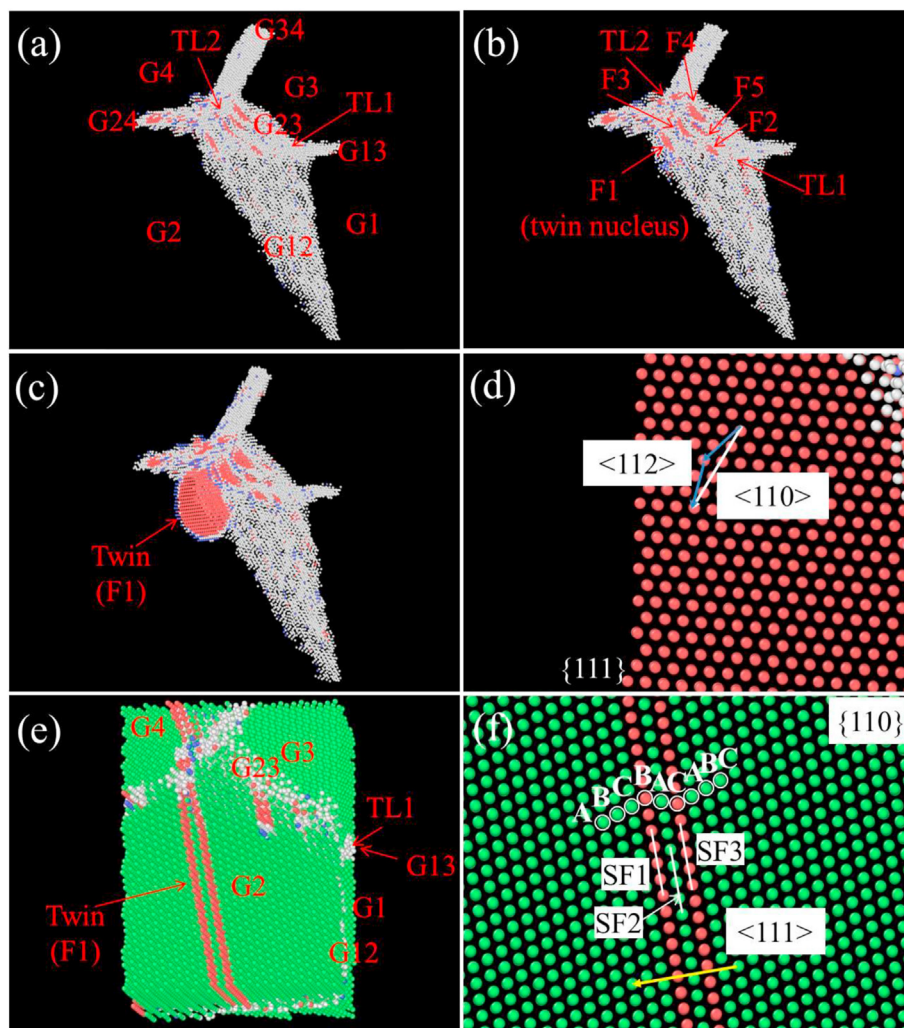 (a)
G34
TL2
G4
G3
TL1
G24
G23
G13
G2
G1
G12
(b)
TL2
F4
F3
F5
F2
F1
TL1
(twin nucleus)
(c)
Twin
(F1)
(d)
<112>
<110>
{111}
(e)
G4
G3
G23
TL1
G13
G2
G1
Twin
(F1)
G12
(f)
{110}
ABCBACABC
SF1
SF3
SF2
<111>